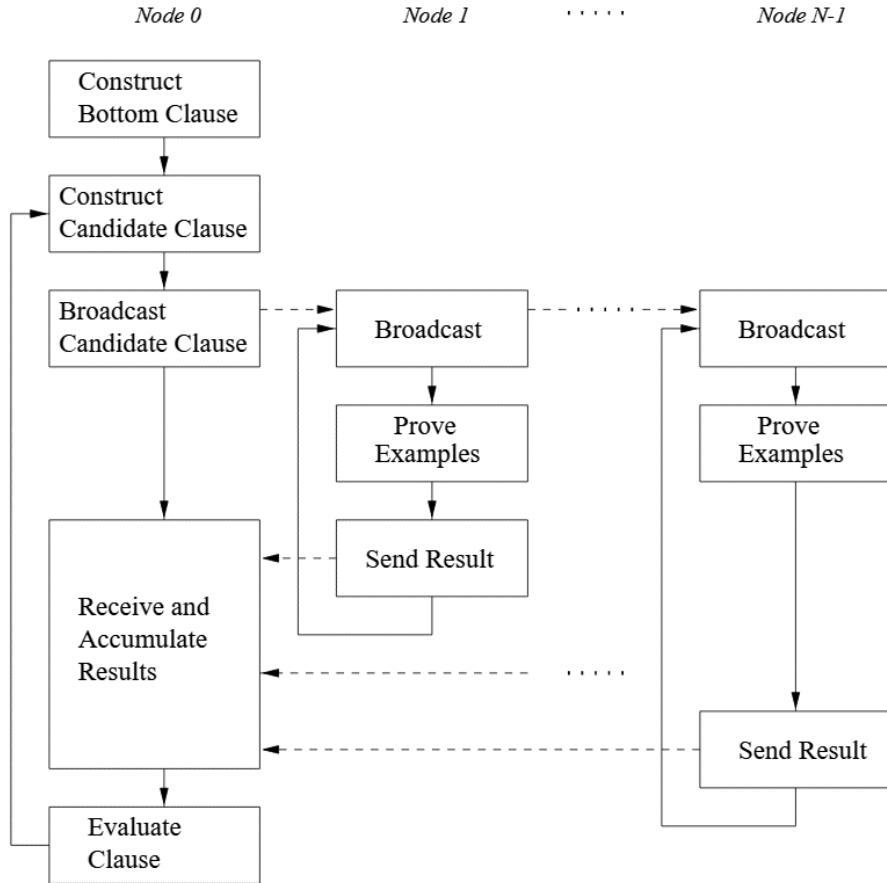 Node 0
Node 1
. . . . .
Node N-1
Construct
Bottom Clause
Construct
Candidate Clause
Broadcast
Candidate Clause
Broadcast
. . . . .
Broadcast
Prove
Examples
Prove
Examples
Receive and
Accumulate
Results
Send Result
. . . . .
Send Result
Evaluate
Clause